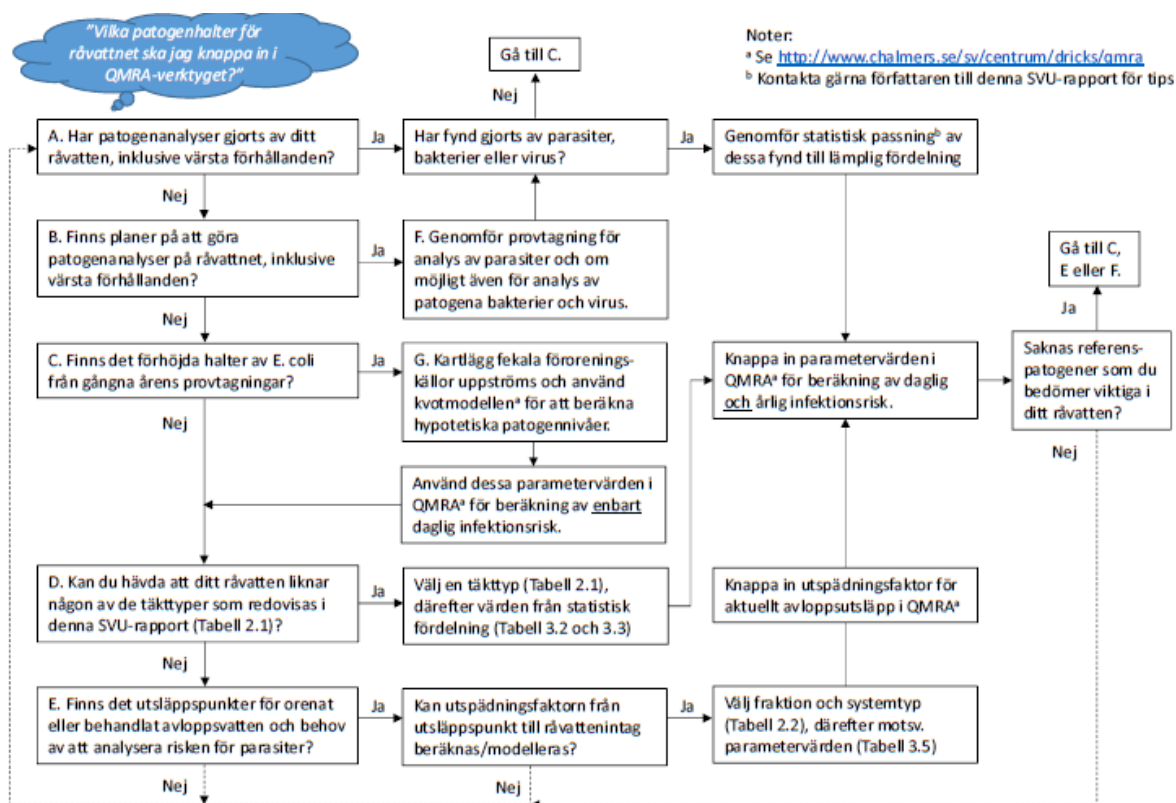 "Vilka patogenhalter för
råvattnet ska jag knappa in i
QMRA-verktyget?"
Gå till C.
Noter:
ᵃ Se http://www.chalmers.se/sv/centrum/dricks/qmra
ᵇ Kontakta gärna författaren till denna SVU-rapport för tips
Nej
A. Har patogenanalyser gjorts av ditt
råvatten, inklusive värsta förhållanden?
Ja
Har fynd gjorts av parasiter,
bakterier eller virus?
Ja
Genomför statistisk passningᵇ av
dessa fynd till lämplig fördelning
Nej
B. Finns planer på att göra
patogenanalyser på råvattnet, inklusive
värsta förhållanden?
Ja
F. Genomför provtagning för
analys av parasiter och om
möjligt även för analys av
patogena bakterier och virus.
Gå till C,
E eller F.
Nej
Ja
C. Finns det förhöjda halter av E. coli
från gångna årens provtagningar?
Ja
G. Kartlägg fekala förorenings-
källor uppströms och använd
kvotmodellenᵃ för att beräkna
hypotetiska patogennivåer.
Knappa in parametervärden i
QMRAᵃ för beräkning av daglig
och årlig infektionsrisk.
Saknas referens-
patogener som du
bedömer viktiga i
ditt råvatten?
Nej
Nej
Använd dessa parametervärden i
QMRAᵃ för beräkning av enbart
daglig infektionsrisk.
D. Kan du hävda att ditt råvatten liknar
någon av de täkttyper som redovisas i
denna SVU-rapport (Tabell 2.1)?
Ja
Välj en täkttyp (Tabell 2.1),
därefter värden från statistisk
fördelning (Tabell 3.2 och 3.3)
Knappa in utspädningsfaktor för
aktuellt avloppsutsläpp i QMRAᵃ
Nej
E. Finns det utsläppspunkter för orenat
eller behandlat avloppsvatten och behov
av att analysera risken för parasiter?
Ja
Kan utspädningsfaktorn från
utsläppspunkt till råvattenintag
beräknas/modelleras?
Ja
Välj fraktion och systemtyp
(Tabell 2.2), därefter motsv.
parametervärden (Tabell 3.5)
Nej
Nej